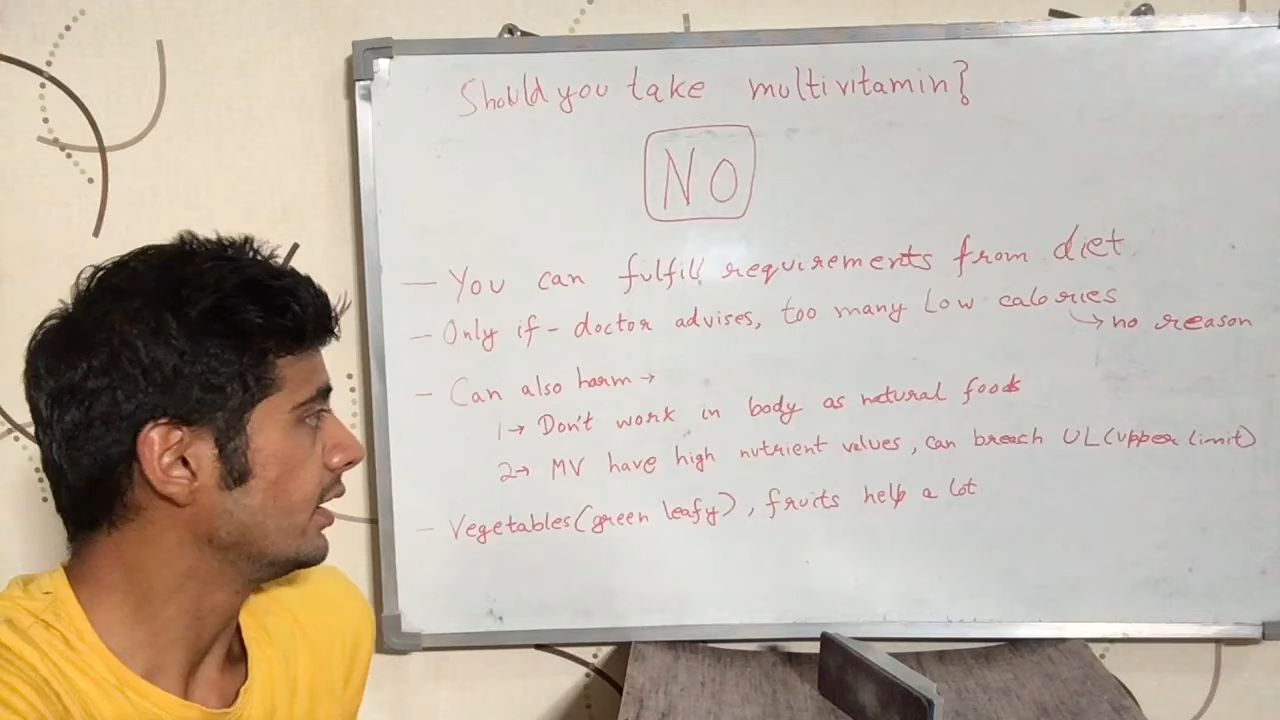 Should you take multivitamin?
NO
— You can fulfill requirements from diet
— Only if - doctor advises, too many Low calories
↳ no reason
— Can also harm →
1→ Don't work in body as natural foods
2→ MV have high nutrient values, can breach UL (Upper Limit)
— Vegetables (green leafy), fruits help a lot